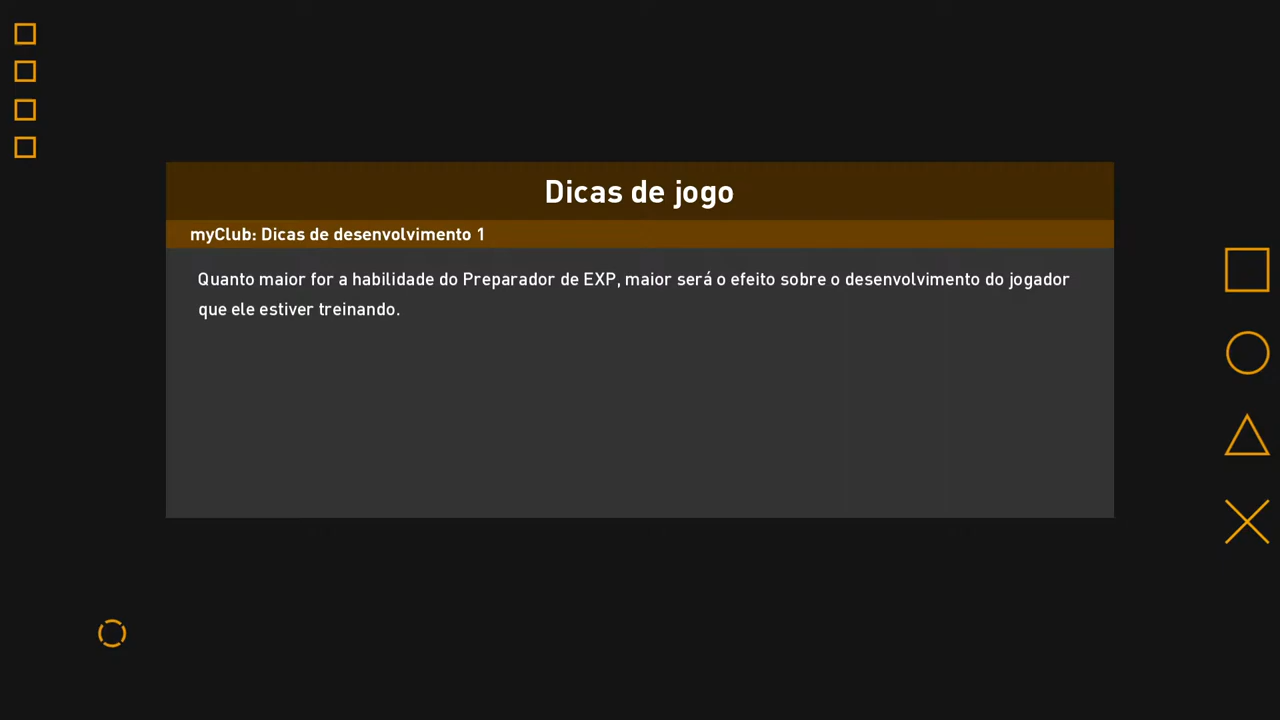 Dicas de jogo
myClub: Dicas de desenvolvimento 1
Quanto maior for a habilidade do Preparador de EXP, maior será o efeito sobre o desenvolvimento do jogador
que ele estiver treinando.